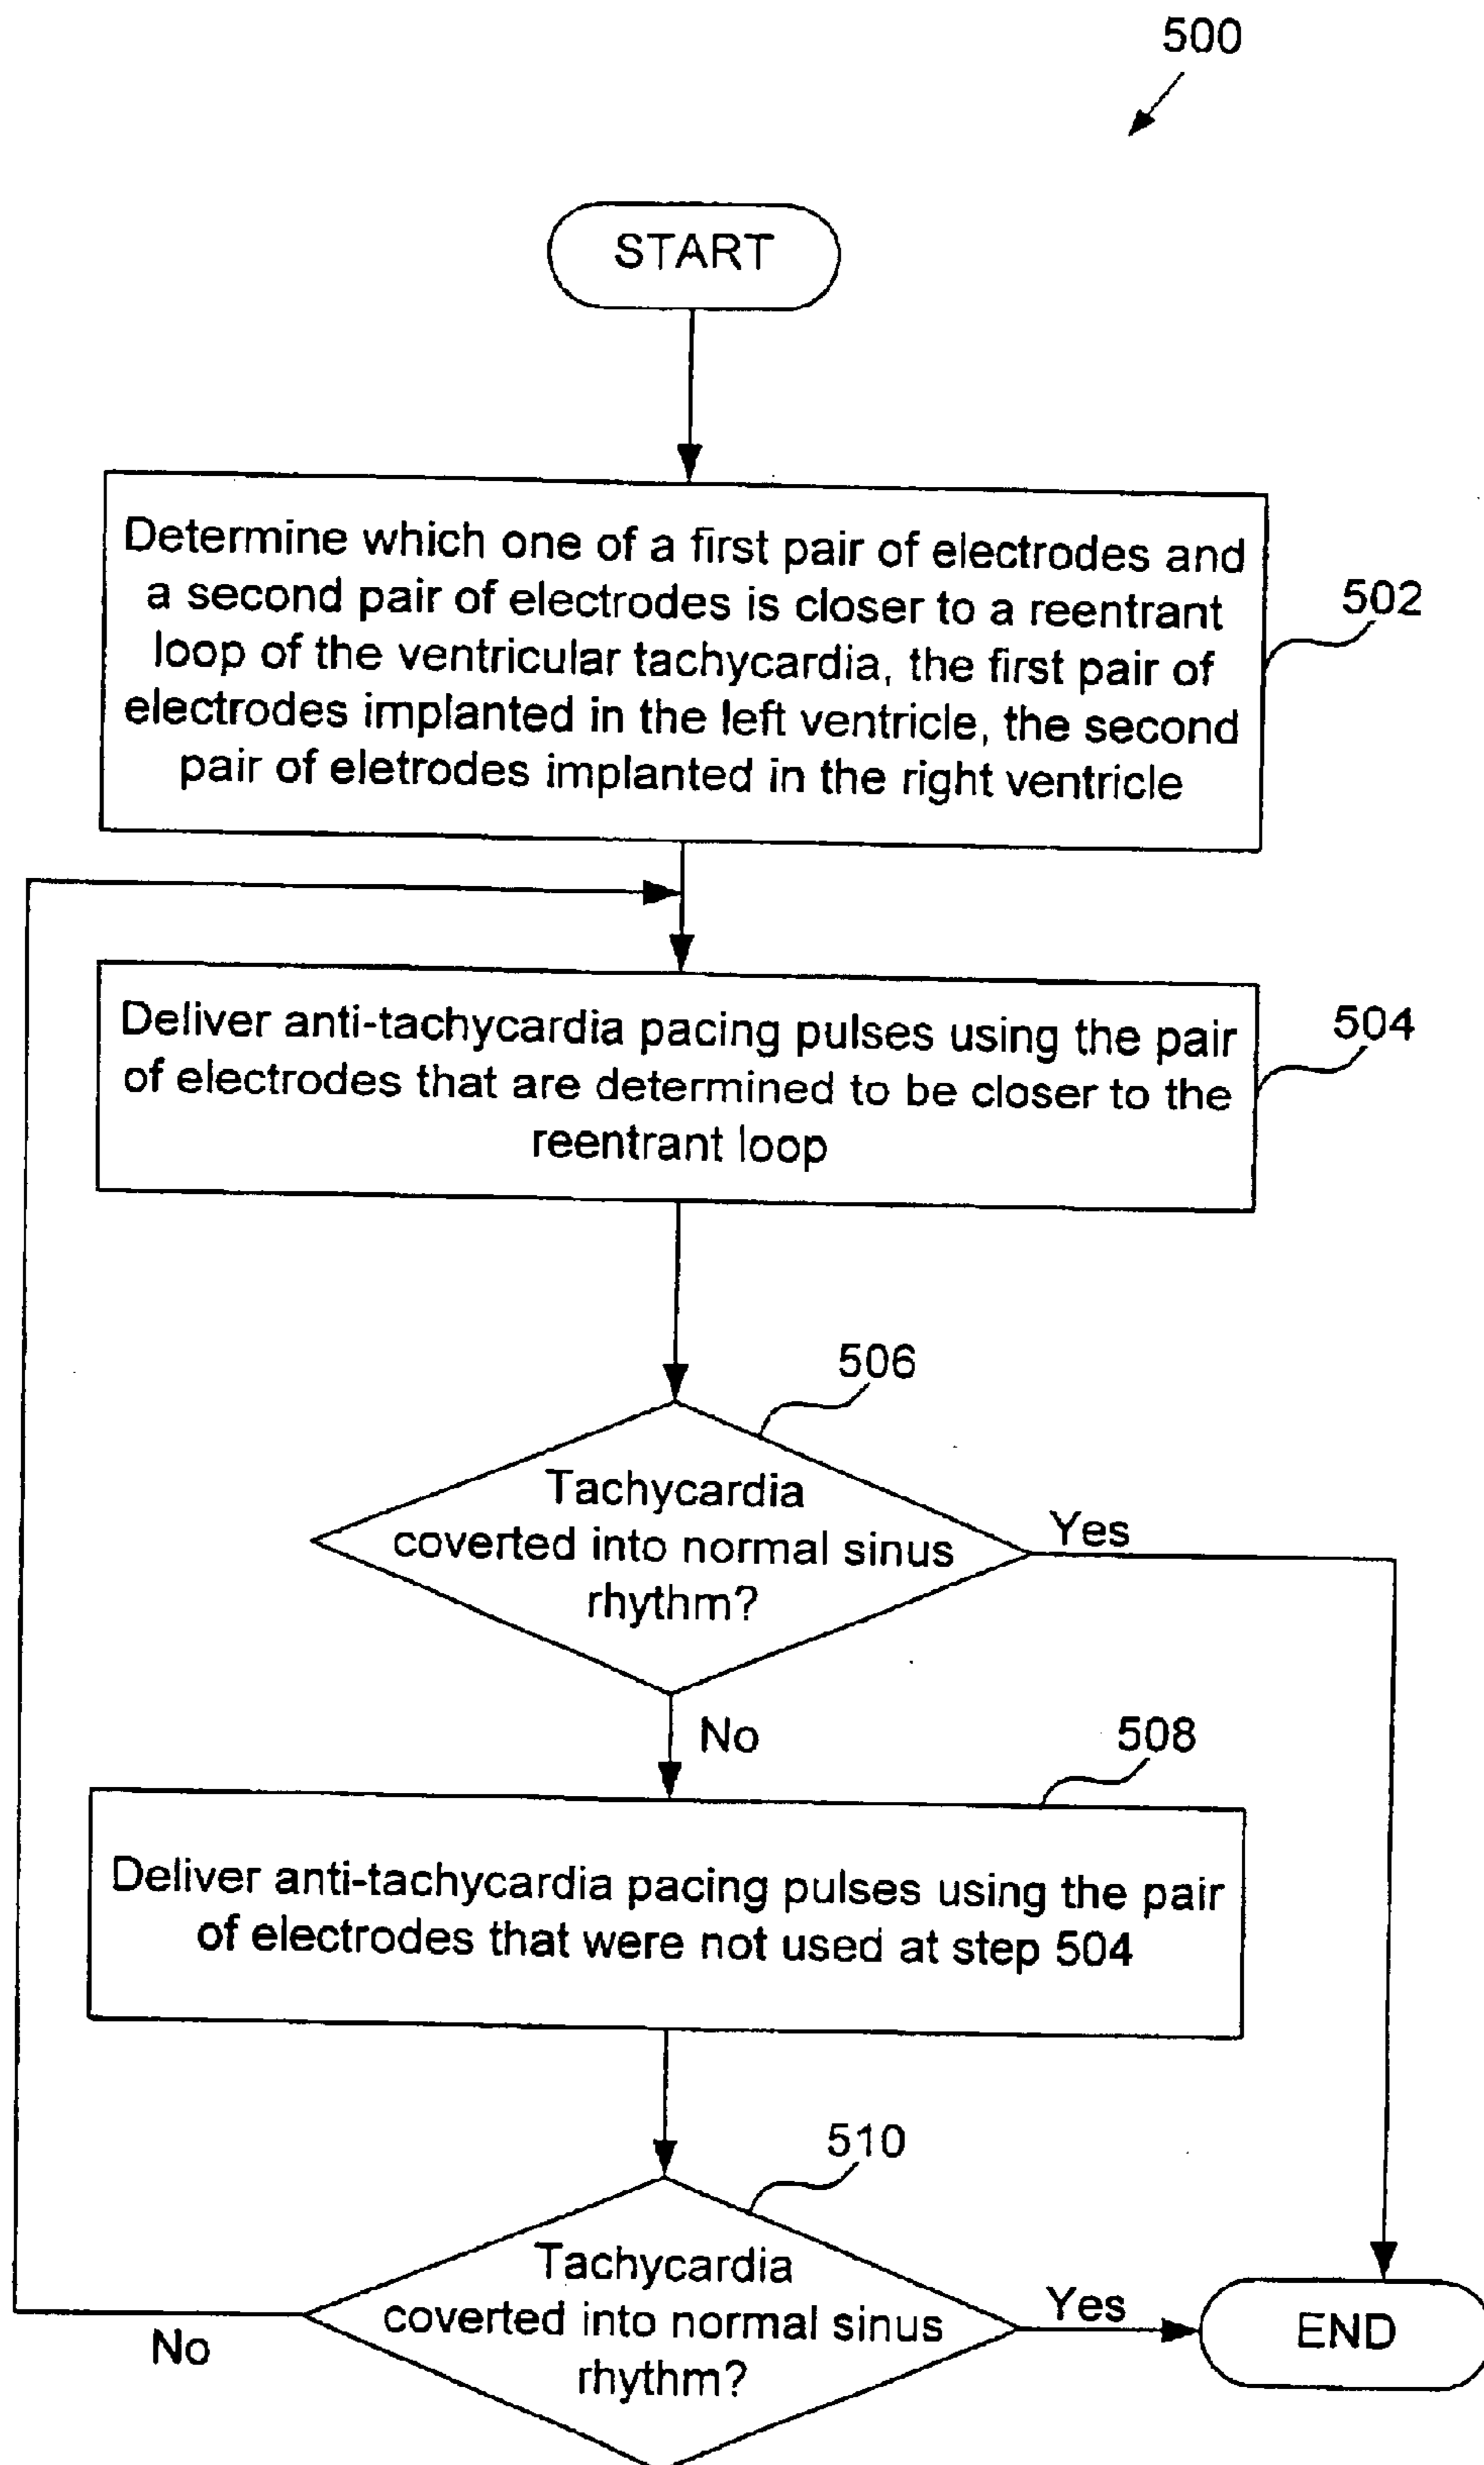 500
START
Determine which one of a first pair of electrodes and
a second pair of electrodes is closer to a reentrant
loop of the ventricular tachycardia, the first pair of
electrodes implanted in the left ventricle, the second
pair of eletrodes implanted in the right ventricle
502
Deliver anti-tachycardia pacing pulses using the pair
of electrodes that are determined to be closer to the
reentrant loop
504
506
Tachycardia
coverted into normal sinus
rhythm?
Yes
No
508
Deliver anti-tachycardia pacing pulses using the pair
of electrodes that were not used at step 504
510
Tachycardia
coverted into normal sinus
rhythm?
Yes
No
END